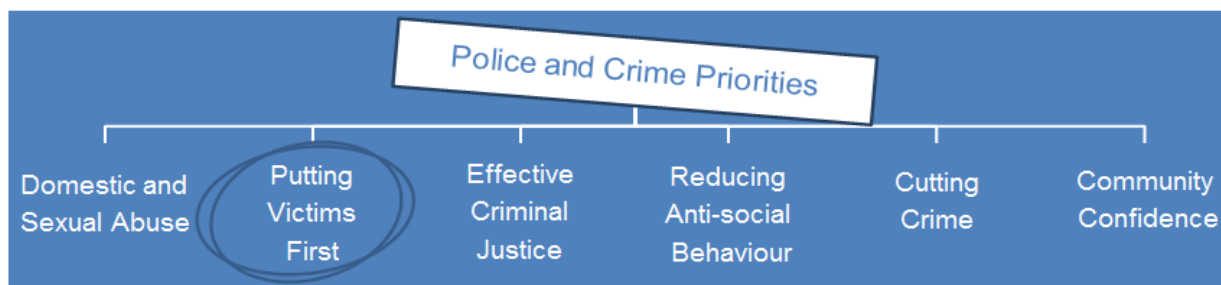 Police and Crime Priorities
Domestic and
Sexual Abuse
Putting
Victims
First
Effective
Criminal
Justice
Reducing
Anti-social
Behaviour
Cutting
Crime
Community
Confidence